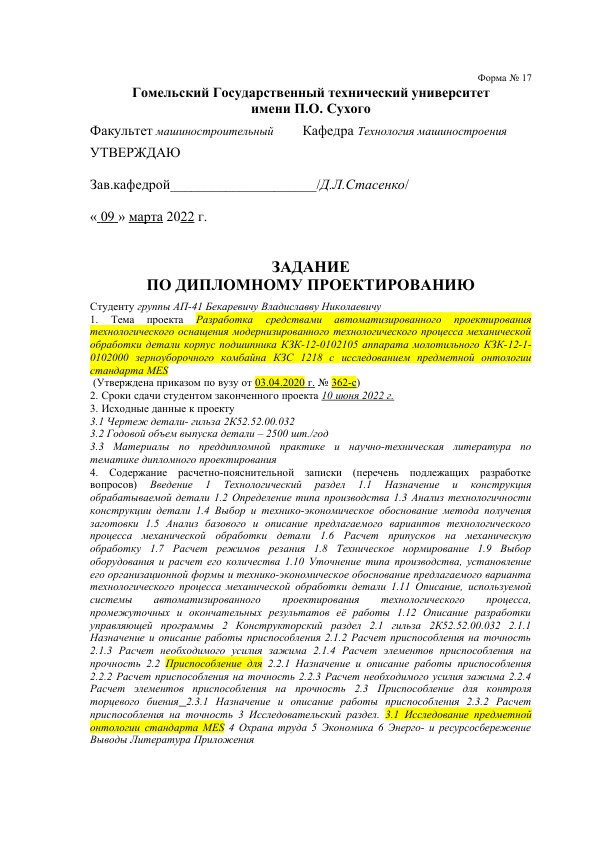 Форма № 17
Гомельский Государственный технический университет
имени П.О. Сухого
Факультет машиностроительный Кафедра Технология машиностроения
УТВЕРЖДАЮ
Зав.кафедрой_____________________/Д.Л.Стасенко/
« 09 » марта 2022 г.
ЗАДАНИЕ
ПО ДИПЛОМНОМУ ПРОЕКТИРОВАНИЮ
Студенту группы АП-41 Бекаревичу Владиславву Николаевичу
1. Тема проекта Разработка средствами автоматизированного проектирования
технологического оснащения модернизированного технологического процесса механической
обработки детали корпус подшипника КЗК-12-0102105 аппарата молотильного КЗК-12-1-
0102000 зерноуборочного комбайна КЗС 1218 с исследованием предметной онтологии
стандарта MES
(Утверждена приказом по вузу от 03.04.2020 г. № 362-с)
2. Сроки сдачи студентом законченного проекта 10 июня 2022 г.
3. Исходные данные к проекту
3.1 Чертеж детали- гильза 2К52.52.00.032
3.2 Годовой объем выпуска детали – 2500 шт./год
3.3 Материалы по преддипломной практике и научно-техническая литература по
тематике дипломного проектирования
4. Содержание расчетно-пояснительной записки (перечень подлежащих разработке
вопросов) Введение 1 Технологический раздел 1.1 Назначение и конструкция
обрабатываемой детали 1.2 Определение типа производства 1.3 Анализ технологичности
конструкции детали 1.4 Выбор и технико-экономическое обоснование метода получения
заготовки 1.5 Анализ базового и описание предлагаемого вариантов технологического
процесса механической обработки детали 1.6 Расчет припусков на механическую
обработку 1.7 Расчет режимов резания 1.8 Техническое нормирование 1.9 Выбор
оборудования и расчет его количества 1.10 Уточнение типа производства, установление
его организационной формы и технико-экономическое обоснование предлагаемого варианта
технологического процесса механической обработки детали 1.11 Описание, используемой
системы автоматизированного проектирования технологического процесса,
промежуточных и окончательных результатов её работы 1.12 Описание разработки
управляющей программы 2 Конструкторский раздел 2.1 гильза 2К52.52.00.032 2.1.1
Назначение и описание работы приспособления 2.1.2 Расчет приспособления на точность
2.1.3 Расчет необходимого усилия зажима 2.1.4 Расчет элементов приспособления на
прочность 2.2 Приспособление для 2.2.1 Назначение и описание работы приспособления
2.2.2 Расчет приспособления на точность 2.2.3 Расчет необходимого усилия зажима 2.2.4
Расчет элементов приспособления на прочность 2.3 Приспособление для контроля
торцевого биения_2.3.1 Назначение и описание работы приспособления 2.3.2 Расчет
приспособления на точность 3 Исследовательский раздел. 3.1 Исследование предметной
онтологии стандарта MES 4 Охрана труда 5 Экономика 6 Энерго- и ресурсосбережение
Выводы Литература Приложения